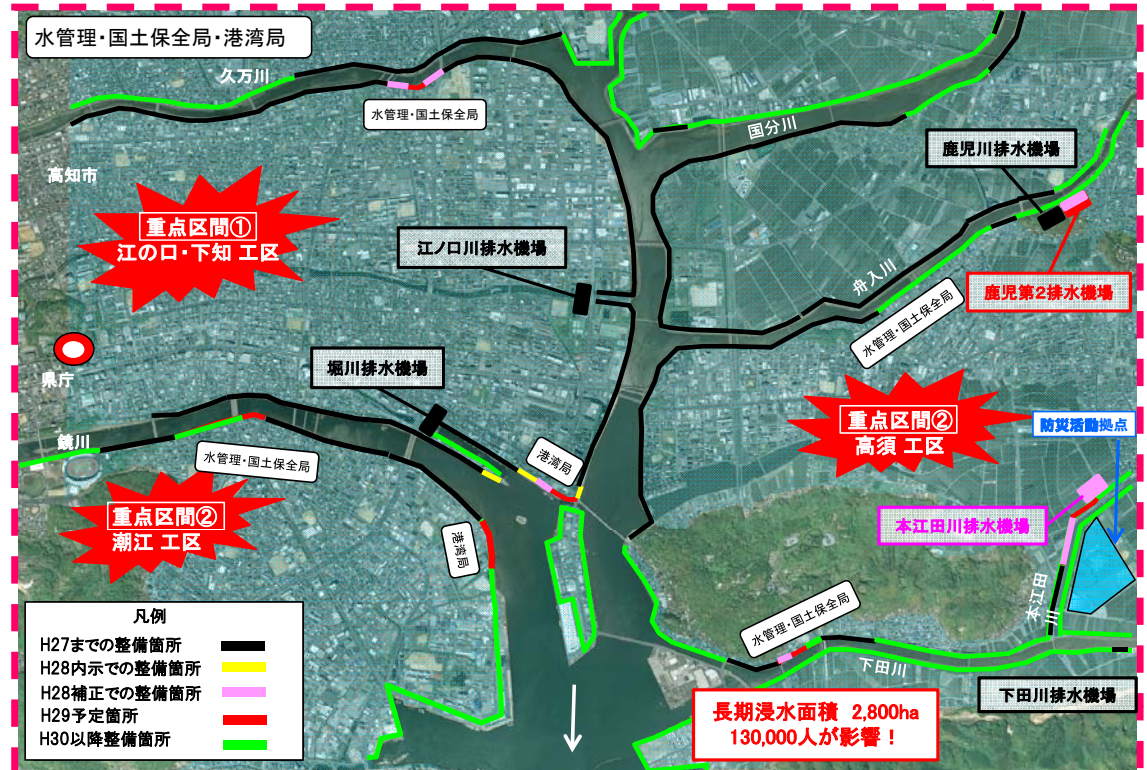 水管理・国土保全局・港湾局
久万川
水管理・国土保全局
国分川
鹿児川排水機場
高知市
重点区間①
江の口・下知 工区
江ノ口川排水機場
舟入川
鹿児第2排水機場
水管理・国土保全局
県庁
堀川排水機場
重点区間②
高須 工区
防災活動拠点
鏡川
水管理・国土保全局
港湾局
重点区間②
潮江 工区
港湾局
本江田川排水機場
本江田川
水管理・国土保全局
下田川
下田川排水機場
長期浸水面積 2,800ha
130,000人が影響！
凡例
H27までの整備箇所
H28内示での整備箇所
H28補正での整備箇所
H29予定箇所
H30以降整備箇所